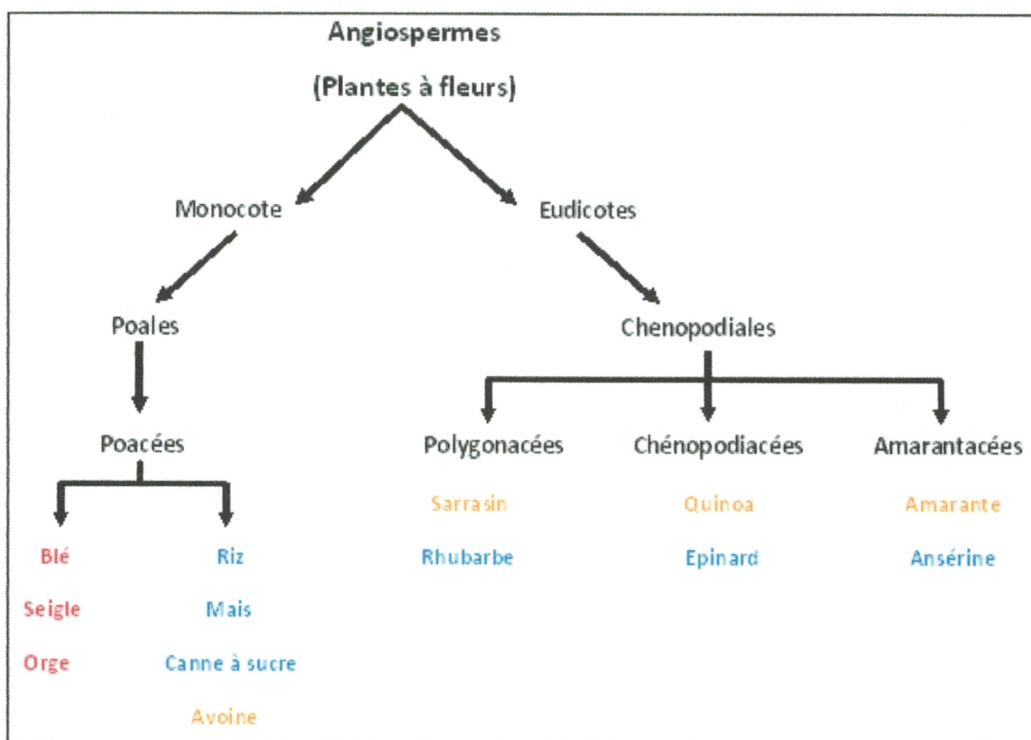 Angiospermes
(Plantes à fleurs)
Monocote
Eudicotes
Poales
Chenopodiales
Poacées
Polygonacées
Chénopodiacées
Amarantacées
Sarrasin
Quinoa
Amarante
Blé
Riz
Rhubarbe
Epinard
Ansérine
Seigle
Mais
Orge
Canne à sucre
Avoine